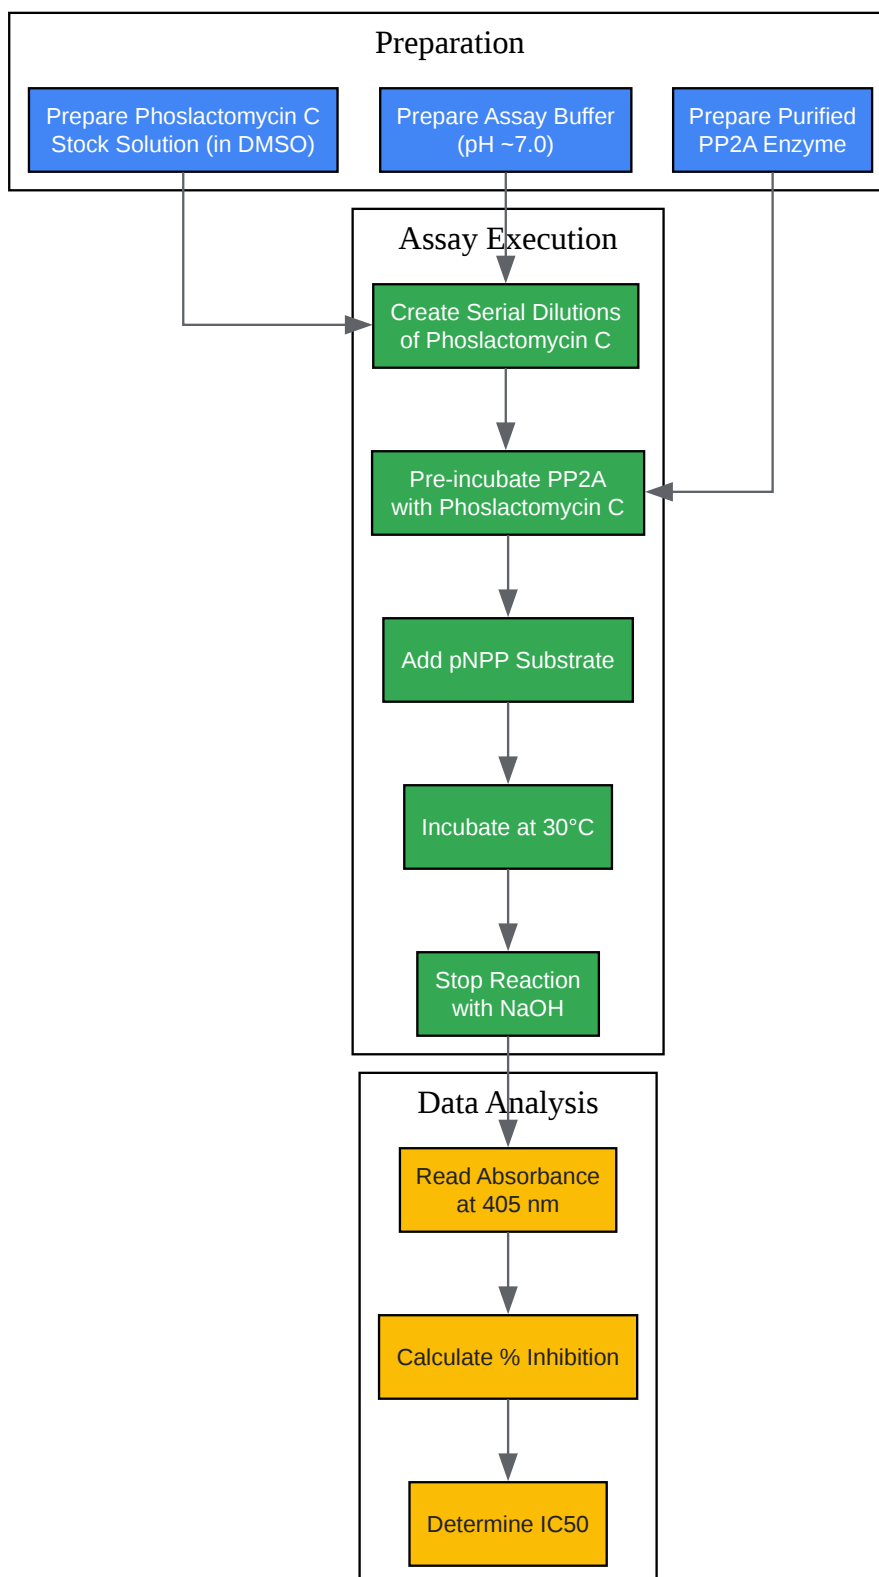 Preparation
Prepare Phoslactomycin C
Stock Solution (in DMSO)
Prepare Assay Buffer
(pH ~7.0)
Prepare Purified
PP2A Enzyme
Assay Execution
Create Serial Dilutions
of Phoslactomycin C
Pre-incubate PP2A
with Phoslactomycin C
Add pNPP Substrate
Incubate at 30°C
Stop Reaction
with NaOH
Data Analysis
Read Absorbance
at 405 nm
Calculate % Inhibition
Determine IC50